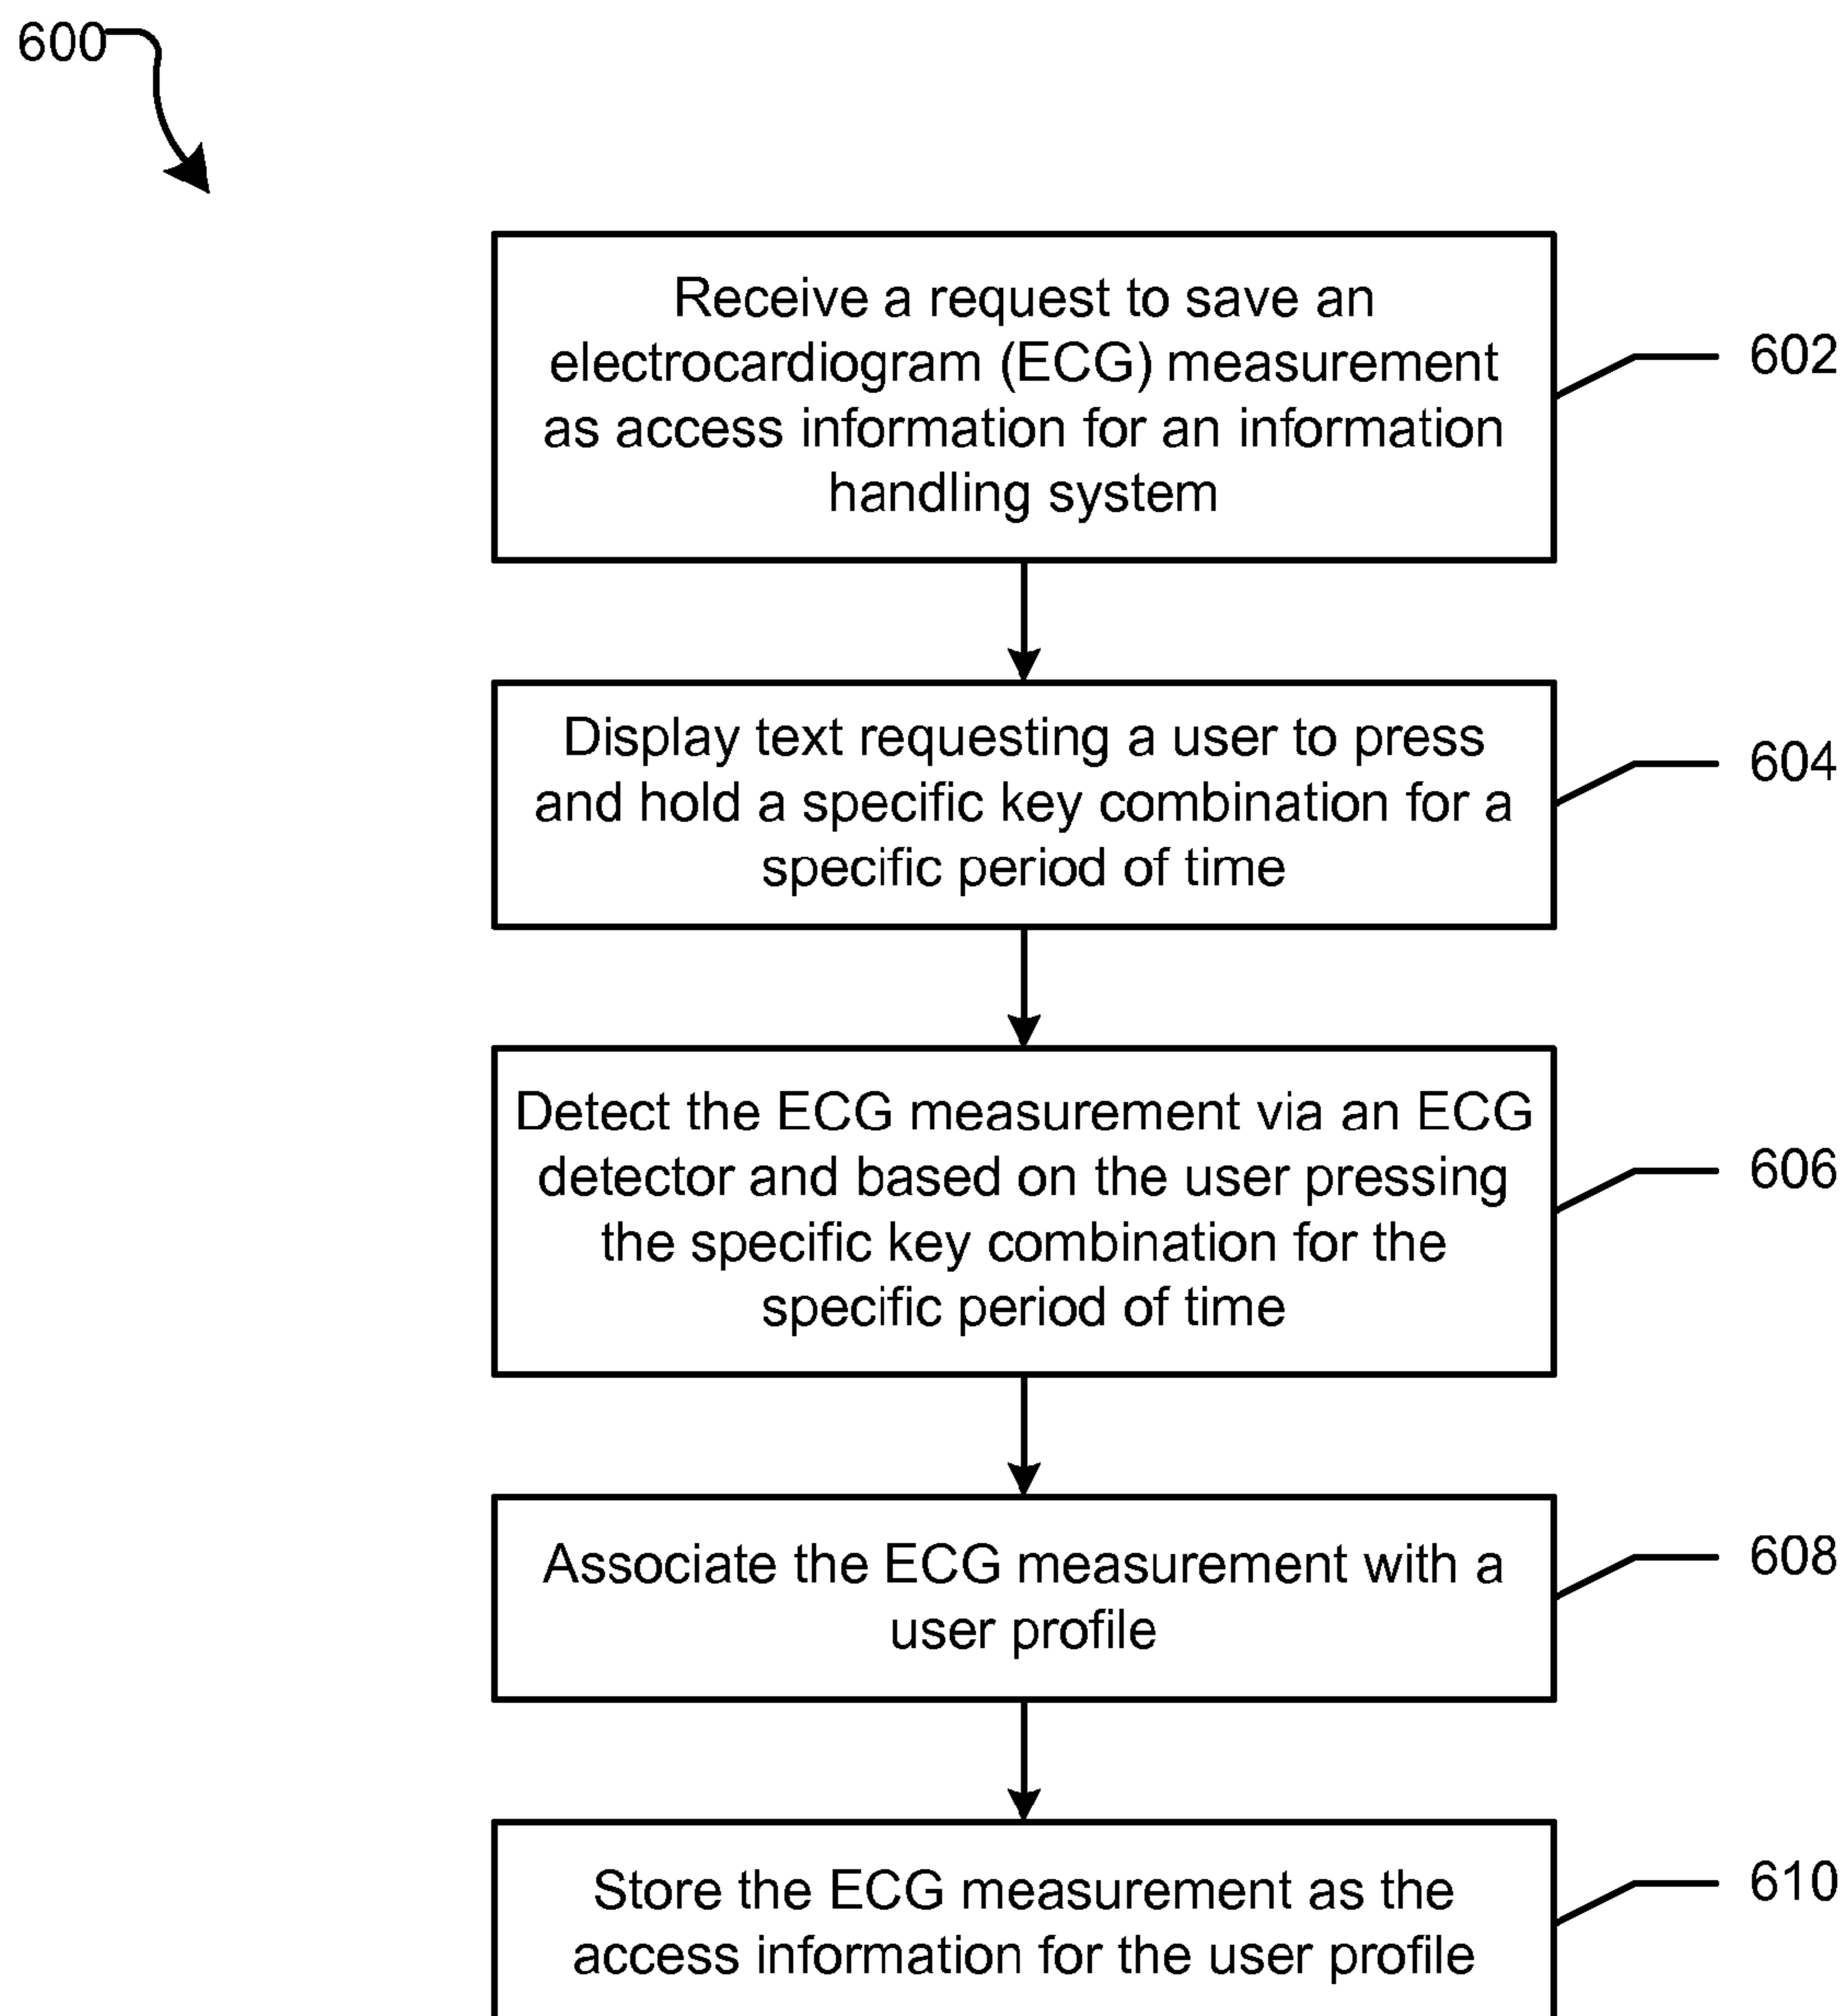 600
Receive a request to save an
electrocardiogram (ECG) measurement
as access information for an information
handling system
602
Display text requesting a user to press
and hold a specific key combination for a
specific period of time
604
Detect the ECG measurement via an ECG
detector and based on the user pressing
the specific key combination for the
specific period of time
606
Associate the ECG measurement with a
user profile
608
Store the ECG measurement as the
access information for the user profile
610